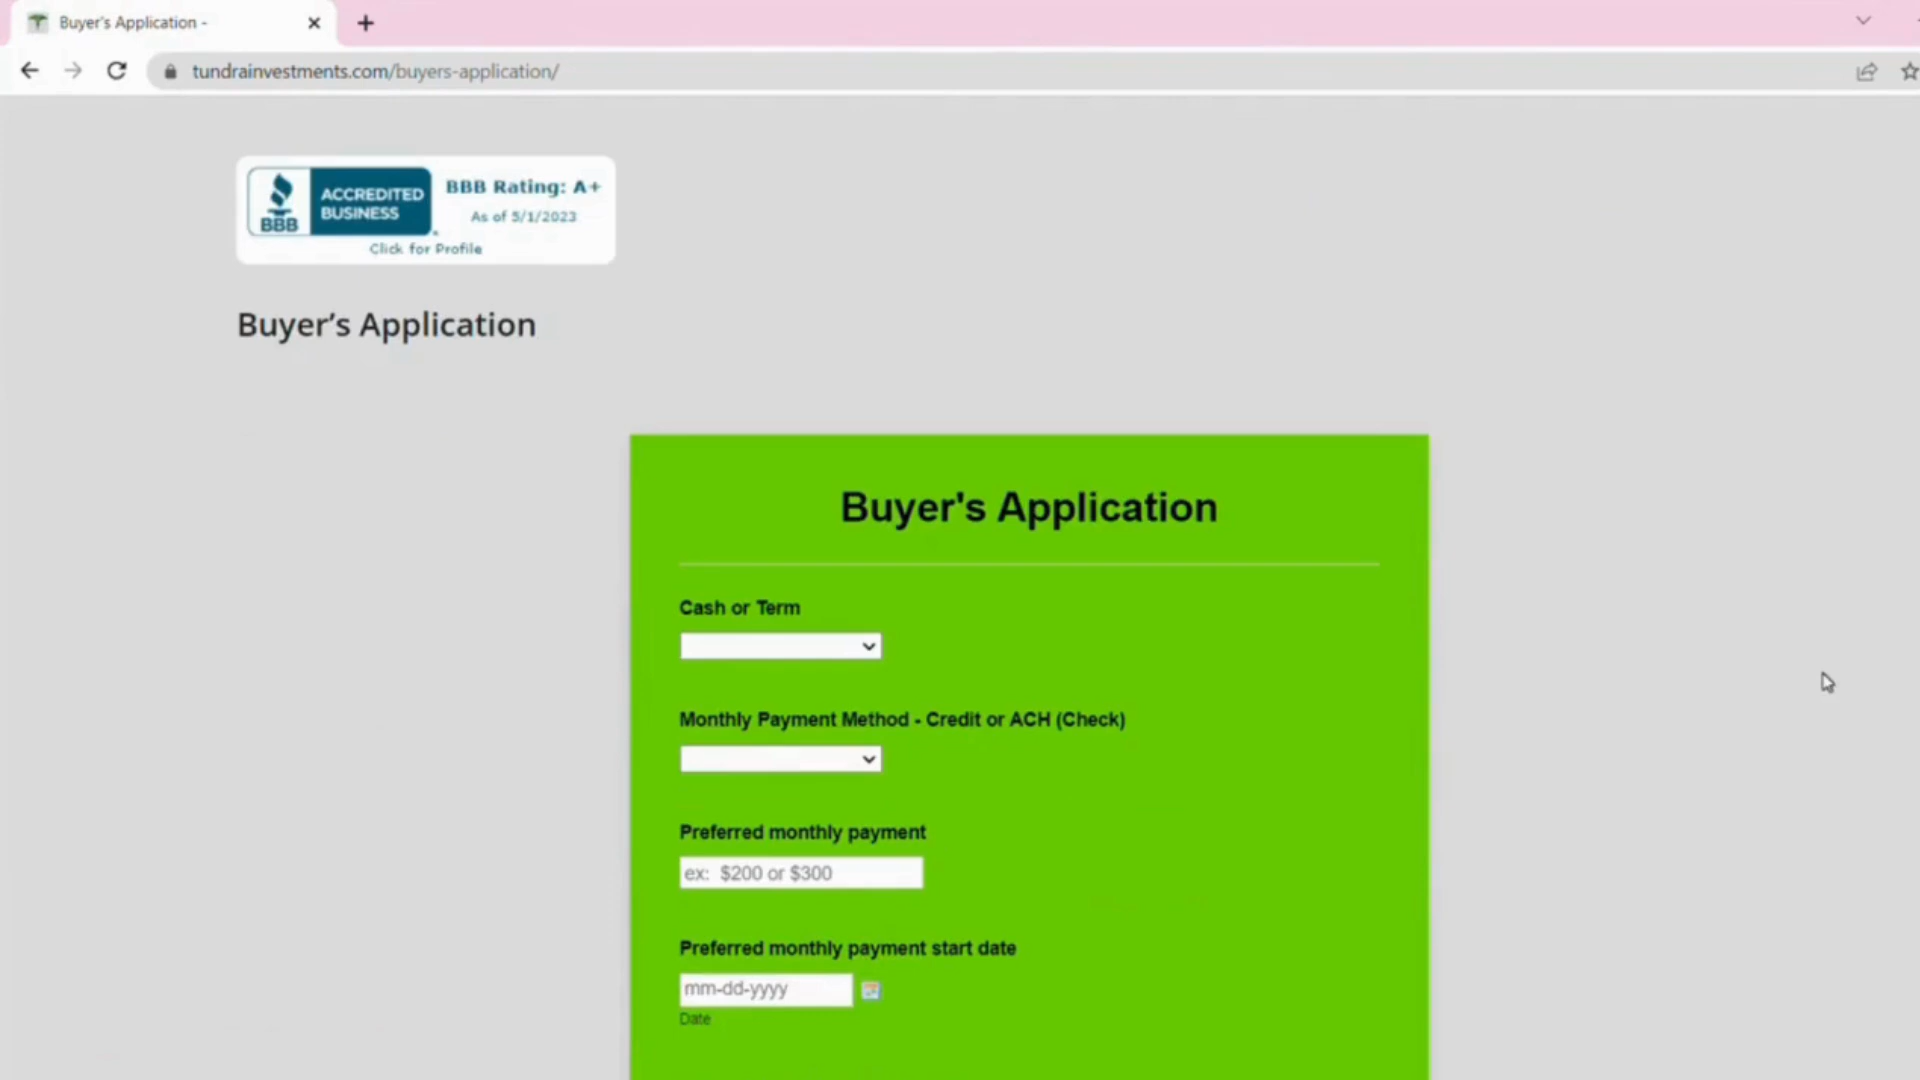 Buyer's Application -
tundrainvestments.com/buyers-application/
BBB
ACCREDITED
BUSINESS
BBB Rating: A+
As of 5/1/2023
Click for Profile
Buyer’s Application
Buyer's Application
Cash or Term
Monthly Payment Method - Credit or ACH (Check)
Preferred monthly payment
ex: $200 or $300
Preferred monthly payment start date
mm-dd-yyyy
Date